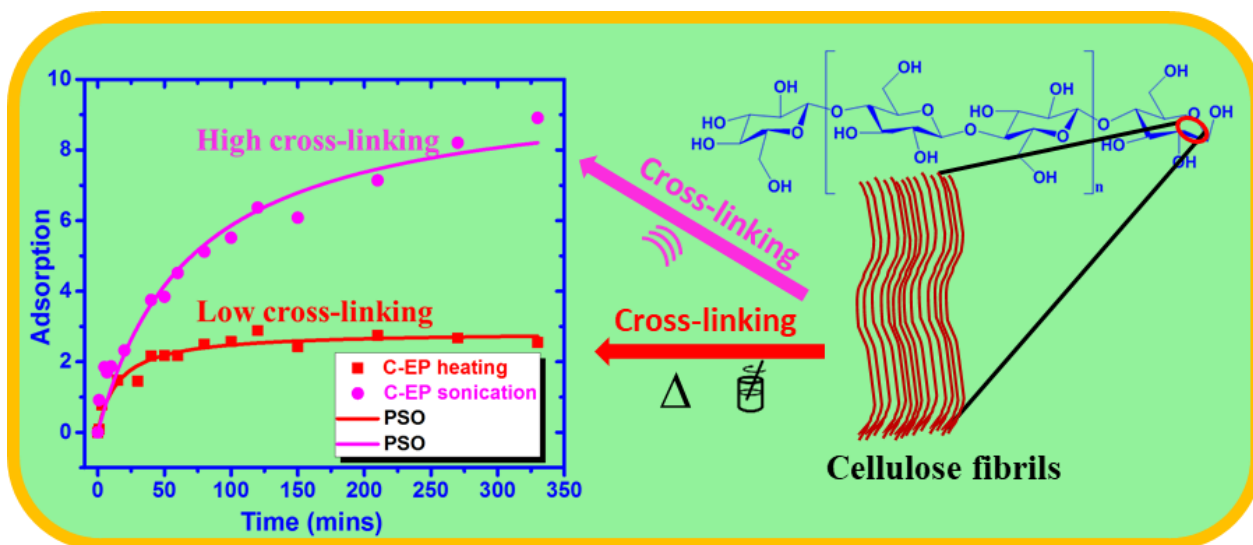 10
8
6
4
2
0
Adsorption
High cross-linking
Low cross-linking
C-EP heating
C-EP sonication
PSO
PSO
0 50 100 150 200 250 300 350
Time (mins)
Cross-linking
Cross-linking
Δ
OH
OH
OH
OH
OH
HO
HO
HO
OH
O
O
HO
OH
O
OH
O
O
OH
O
O
HO
OH
O
OH
OH
n
Cellulose fibrils